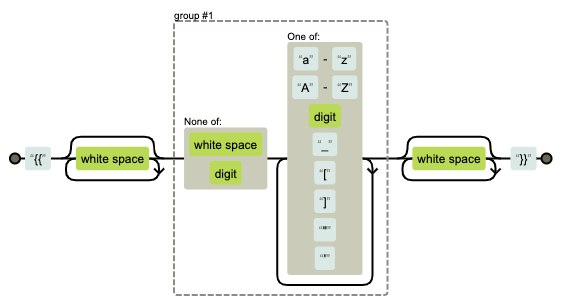 group #1
One of:
"a" - "z"
"A" - "Z"
None of:
digit
white space
"_"
"{{"
white space
white space
"}}"
digit
"["
"]"
"""
"'"